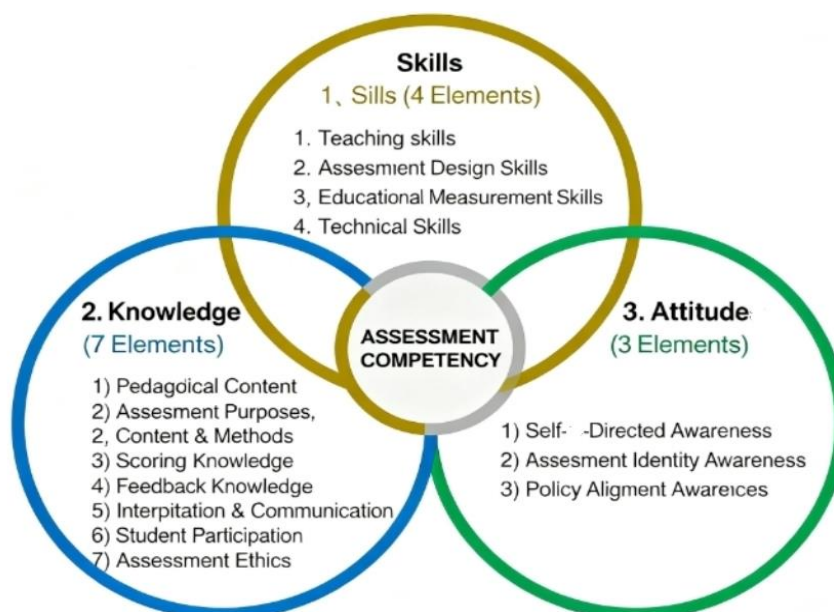 Skills
1、Sills (4 Elements)
1. Teaching skills
2. Assesment Design Skills
3, Educational Measurement Skills
4. Technical Skills
ASSESSMENT
COMPETENCY
2. Knowledge
(7 Elements)
1) Pedagoical Content
2) Assesment Purposes,
2, Content & Methods
3) Scoring Knowledge
4) Feedback Knowledge
5) Interpitation & Communication
6) Student Participation
7) Assessment Ethics
3. Attitude
(3 Elements)
1) Self- -Directed Awareness
2) Assesment Identity Awareness
3) Policy Aligment Awareıces